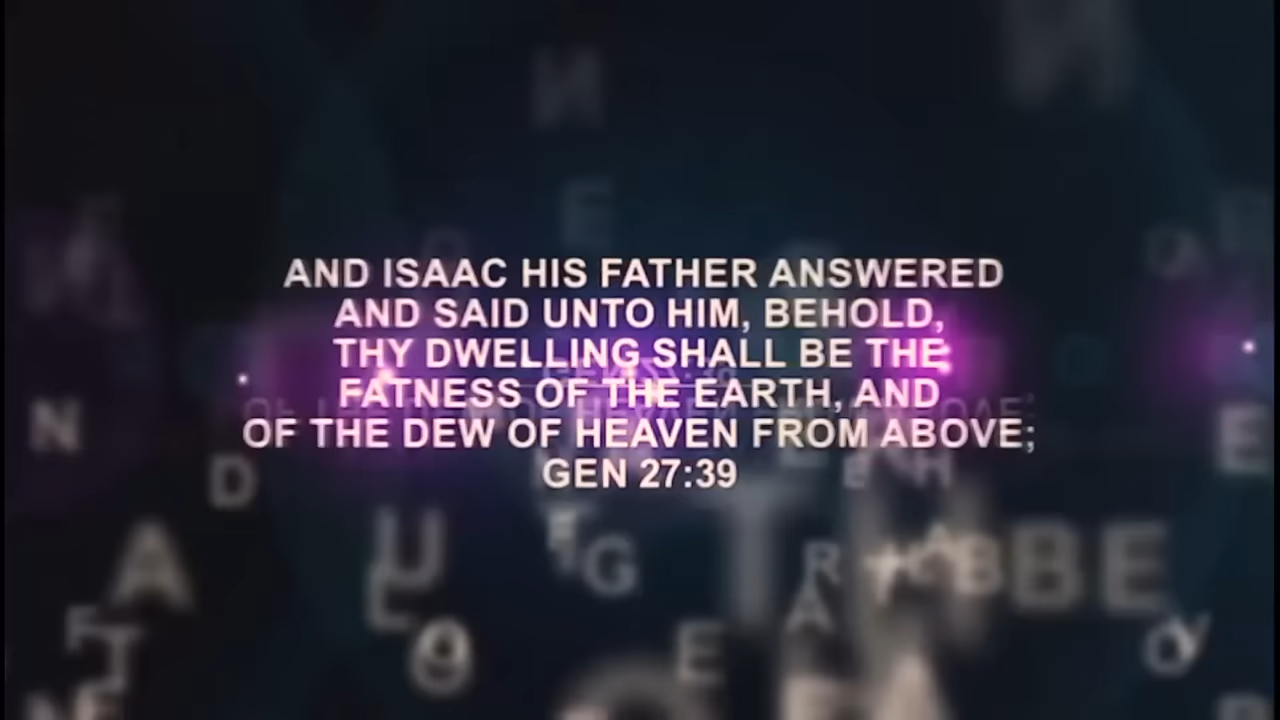 AND ISAAC HIS FATHER ANSWERED
AND SAID UNTO HIM, BEHOLD,
THY DWELLING SHALL BE THE
FATNESS OF THE EARTH, AND
OF THE DEW OF HEAVEN FROM ABOVE;
GEN 27:39